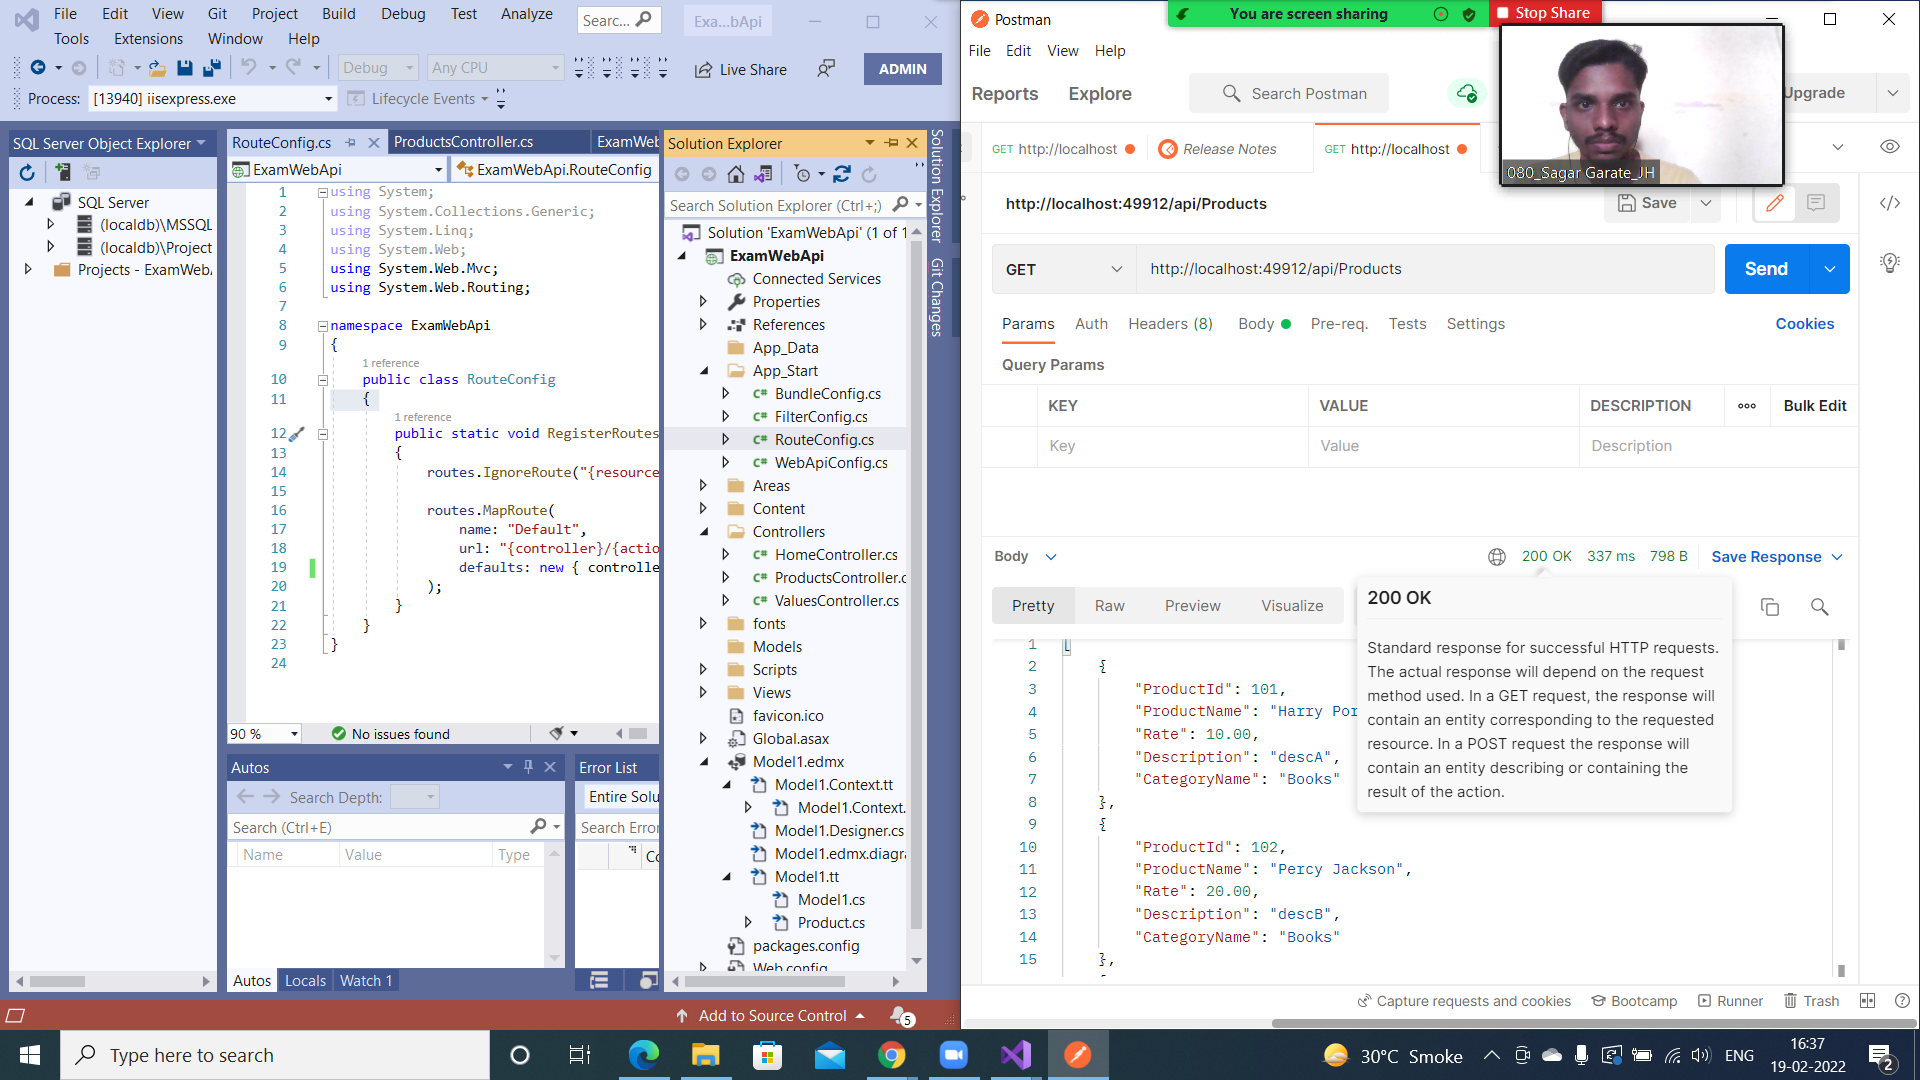 File Edit View Git Project Build Debug Test Analyze
Searc...
Exa...bApi
Tools Extensions Window Help
Debug
Any CPU
Live Share
ADMIN
Process: [13940] iisexpress.exe
Lifecycle Events
SQL Server Object Explorer
SQL Server
(localdb)\MSSQL
(localdb)\Project
Projects - ExamWeb
RouteConfig.cs
ProductsController.cs
ExamWeb
ExamWebApi
ExamWebApi.RouteConfig
1 using System;
2 using System.Collections.Generic;
3 using System.Linq;
4 using System.Web;
5 using System.Web.Mvc;
6 using System.Web.Routing;
7
8 namespace ExamWebApi
9 {
1 reference
10 public class RouteConfig
11 {
1 reference
12 public static void RegisterRoutes
13 {
14 routes.IgnoreRoute("{resource
15
16 routes.MapRoute(
17 name: "Default",
18 url: "{controller}/{actio
19 defaults: new { controlle
20 );
21 }
22 }
23 }
24
90 %
No issues found
Autos
Search Depth:
Search (Ctrl+E)
Name Value Type
Autos Locals Watch 1
Error List
Entire Solu
Search Error
Co
Solution Explorer
Search Solution Explorer (Ctrl+;)
Solution 'ExamWebApi' (1 of 1
ExamWebApi
Connected Services
Properties
References
App_Data
App_Start
C# BundleConfig.cs
C# FilterConfig.cs
C# RouteConfig.cs
C# WebApiConfig.cs
Areas
Content
Controllers
C# HomeController.cs
C# ProductsController.c
C# ValuesController.cs
fonts
Models
Scripts
Views
favicon.ico
Global.asax
Model1.edmx
Model1.Context.tt
Model1.Context.
Model1.Designer.cs
Model1.edmx.diagra
Model1.tt
Model1.cs
Product.cs
packages.config
Web.config
Solution Explorer
Git Changes
Add to Source Control
5
Postman
You are screen sharing
Stop Share
File Edit View Help
Reports Explore
Search Postman
Upgrade
080_Sagar Garate_JH
GET http://localhost
Release Notes
GET http://localhost
http://localhost:49912/api/Products
Save
</>
GET
http://localhost:49912/api/Products
Send
Params Auth Headers (8) Body Pre-req. Tests Settings
Cookies
Query Params
KEY VALUE DESCRIPTION
Bulk Edit
Key Value Description
Body
200 OK 337 ms 798 B
Save Response
Pretty Raw Preview Visualize
200 OK
Standard response for successful HTTP requests.
The actual response will depend on the request
method used. In a GET request, the response will
contain an entity corresponding to the requested
resource. In a POST request the response will
contain an entity describing or containing the
result of the action.
1 [
2 {
3 "ProductId": 101,
4 "ProductName": "Harry Por
5 "Rate": 10.00,
6 "Description": "descA",
7 "CategoryName": "Books"
8 },
9 {
10 "ProductId": 102,
11 "ProductName": "Percy Jackson",
12 "Rate": 20.00,
13 "Description": "descB",
14 "CategoryName": "Books"
15 },
Capture requests and cookies
Bootcamp
Runner
Trash
Type here to search
30°C Smoke
ENG
16:37
19-02-2022
2